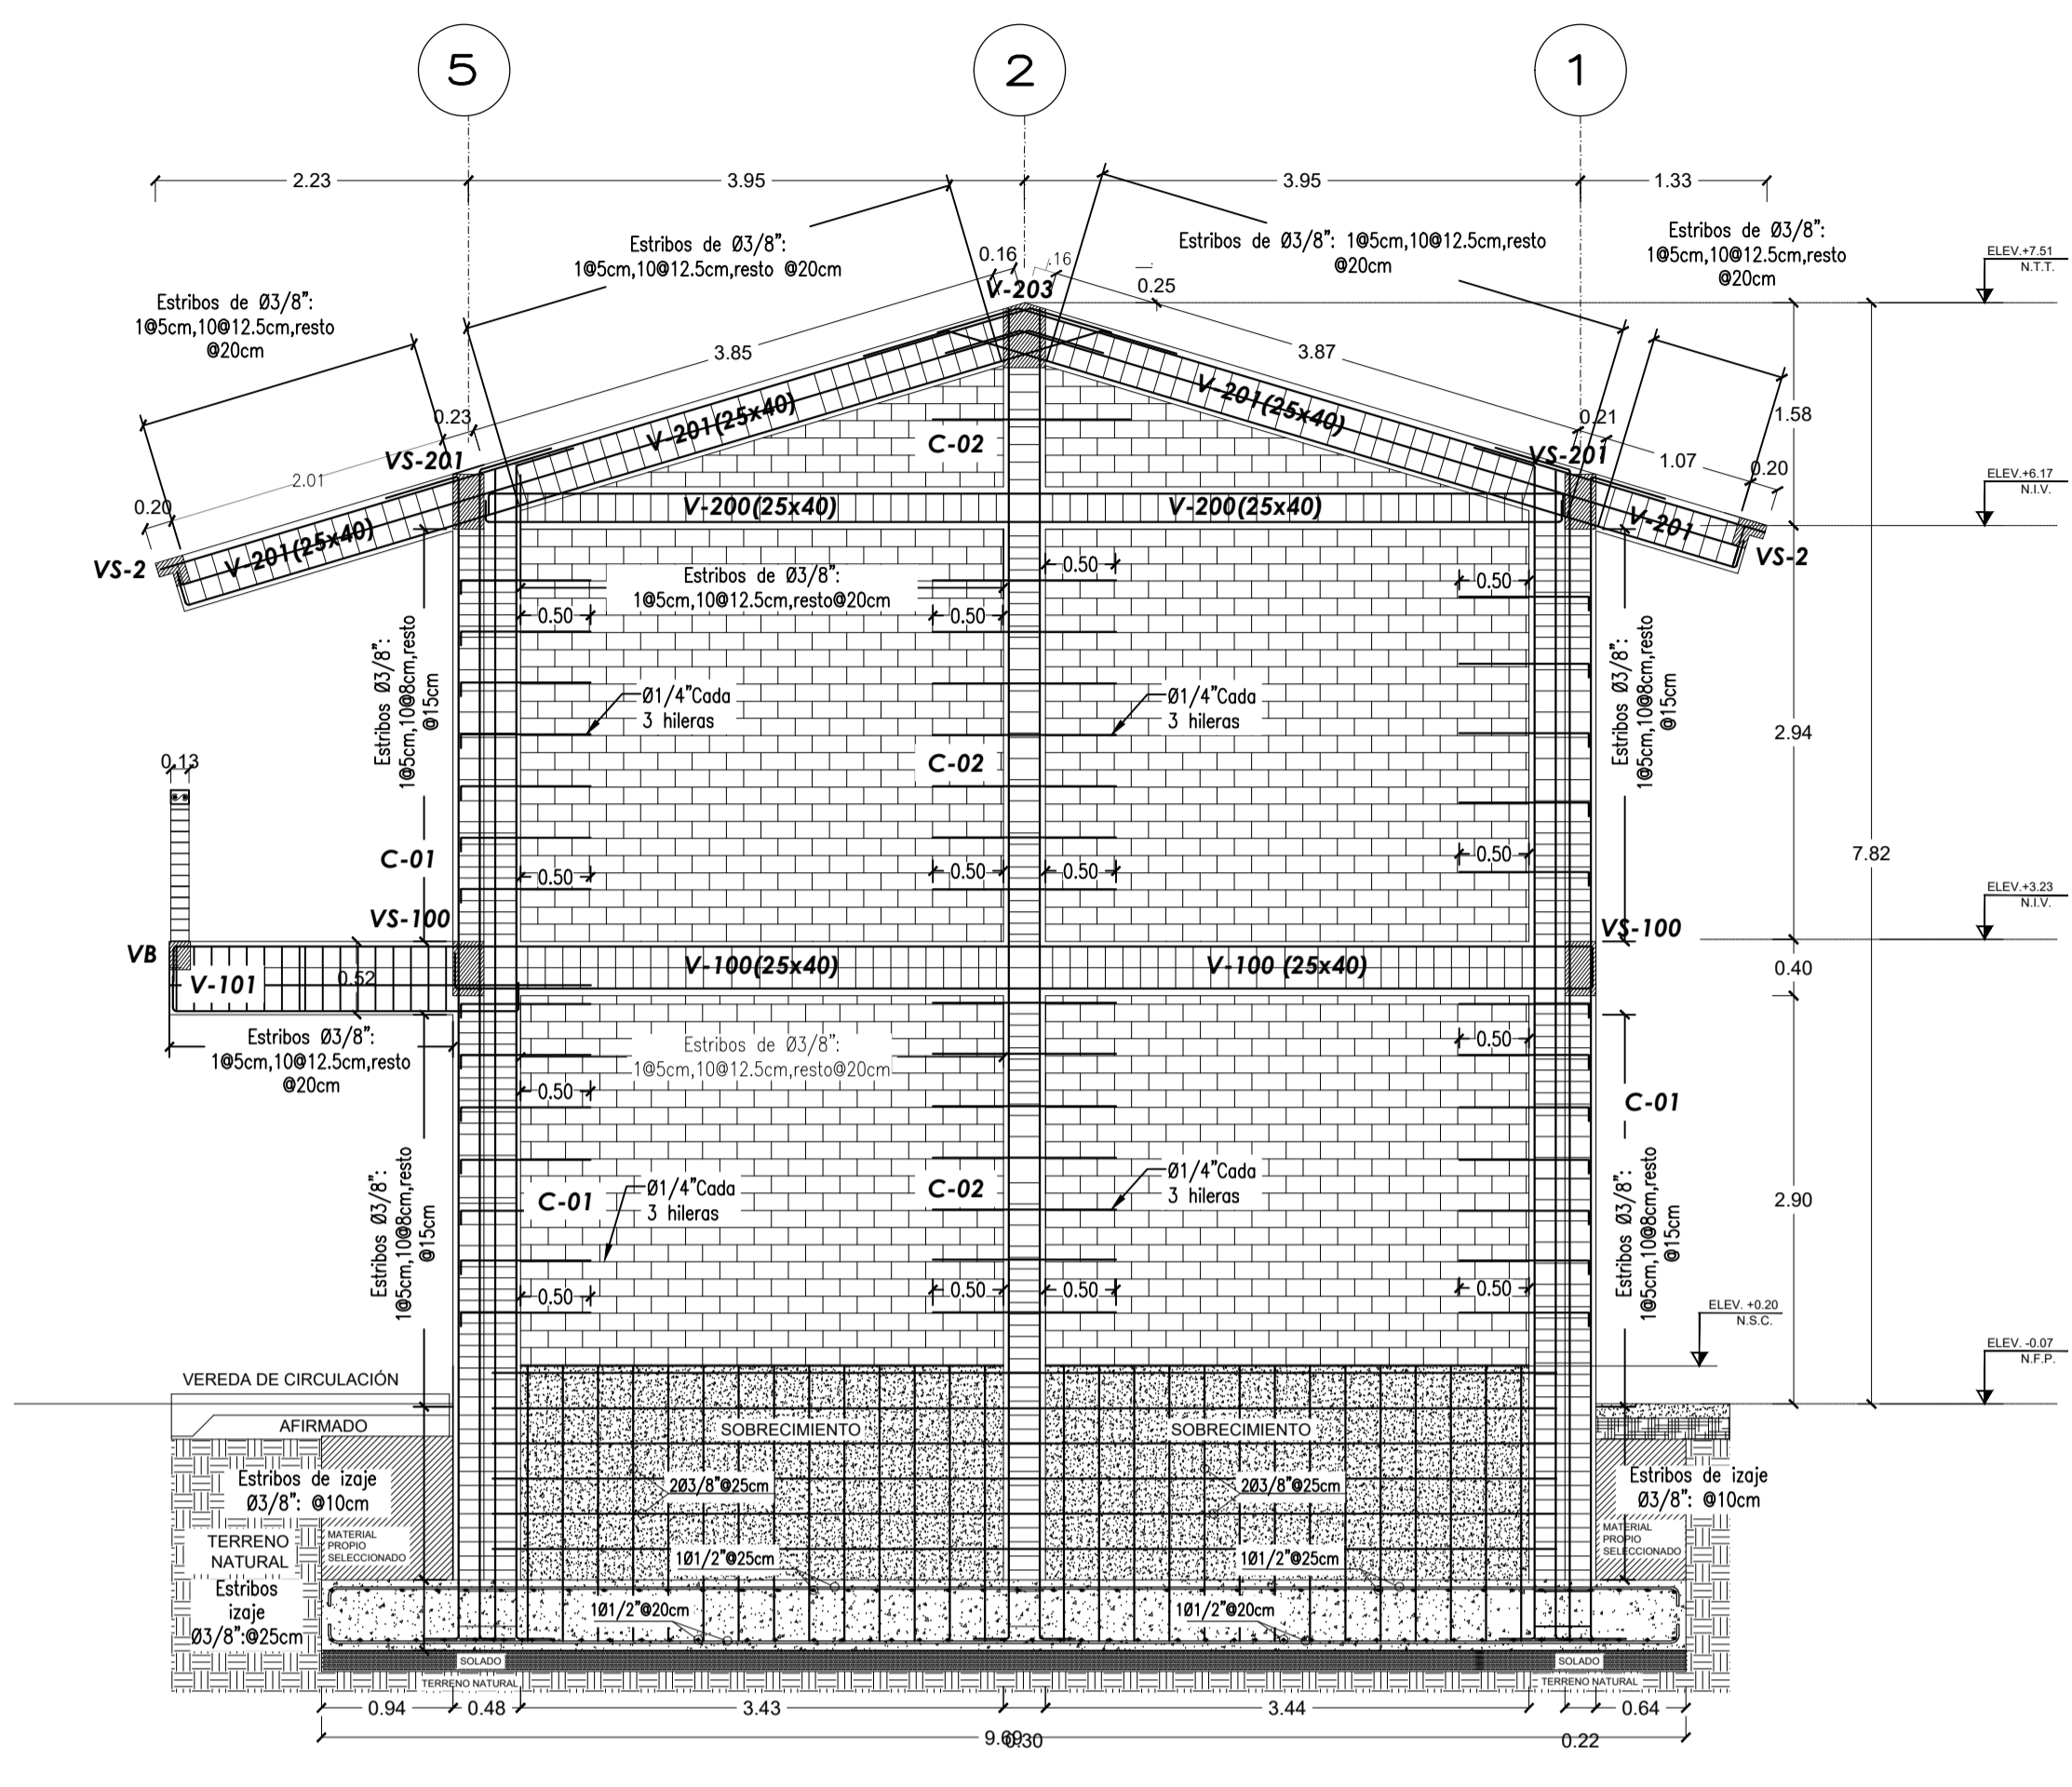 5
2
1
2.23
3.95
3.95
1.33
Estribos de Ø3/8":
1@5cm,10@12.5cm,resto
@20cm
Estribos de Ø3/8":
1@5cm,10@12.5cm,resto @20cm
Estribos de Ø3/8": 1@5cm,10@12.5cm,resto
@20cm
Estribos de Ø3/8":
1@5cm,10@12.5cm,resto
@20cm
ELEV.+7.51
N.T.T.
0.16
.16
V-203
0.25
3.85
3.87
1.58
0.23
0.21
2.01
1.07
0.20
0.20
VS-201
VS-201
V-201(25x40)
V-201(25x40)
V-201(25x40)
V-201
C-02
ELEV.+6.17
N.I.V.
V-200(25x40)
V-200(25x40)
VS-2
VS-2
Estribos de Ø3/8":
1@5cm,10@12.5cm,resto@20cm
0.50
0.50
0.50
0.50
Estribos Ø3/8":
1@5cm,10@8cm,resto
@15cm
Estribos Ø3/8":
1@5cm,10@8cm,resto
@15cm
Ø1/4"Cada
3 hileras
Ø1/4"Cada
3 hileras
C-02
2.94
0.13
7.82
C-01
0.50
0.50
0.50
0.50
ELEV.+3.23
N.I.V.
VS-100
VS-100
VB
V-101
0.52
V-100(25x40)
V-100 (25x40)
0.40
Estribos Ø3/8":
1@5cm,10@12.5cm,resto
@20cm
Estribos de Ø3/8":
1@5cm,10@12.5cm,resto@20cm
0.50
0.50
C-01
Estribos Ø3/8":
1@5cm,10@8cm,resto
@15cm
Estribos Ø3/8":
1@5cm,10@8cm,resto
@15cm
C-01
Ø1/4"Cada
3 hileras
C-02
Ø1/4"Cada
3 hileras
2.90
0.50
0.50
0.50
0.50
ELEV. +0.20
N.S.C.
ELEV. -0.07
N.F.P.
VEREDA DE CIRCULACIÓN
AFIRMADO
SOBRECIMIENTO
SOBRECIMIENTO
Estribos de izaje
Ø3/8": @10cm
2Ø3/8"@25cm
2Ø3/8"@25cm
Estribos de izaje
Ø3/8": @10cm
TERRENO
NATURAL
MATERIAL
PROPIO
SELECCIONADO
MATERIAL
PROPIO
SELECCIONADO
1Ø1/2"@25cm
1Ø1/2"@25cm
Estribos
izaje
Ø3/8":@25cm
1Ø1/2"@20cm
1Ø1/2"@20cm
SOLADO
SOLADO
TERRENO NATURAL
TERRENO NATURAL
0.94
0.48
3.43
3.44
0.64
0.30
0.22